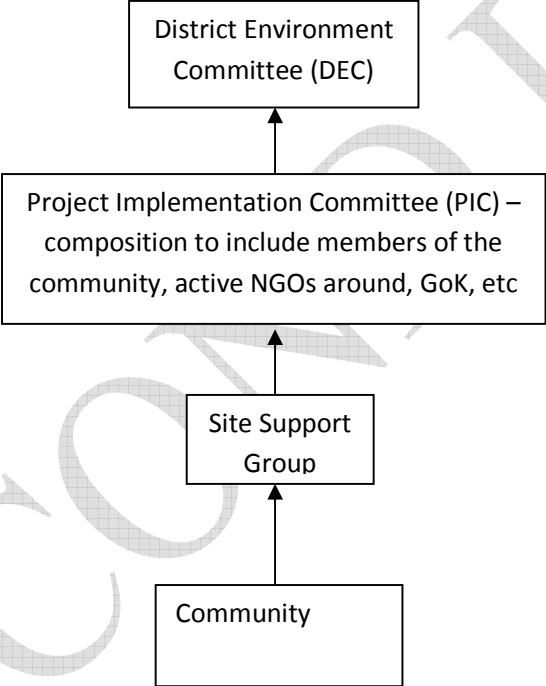 District Environment
Committee (DEC)
Project Implementation Committee (PIC) –
composition to include members of the
community, active NGOs around, GoK, etc
Site Support
Group
Community